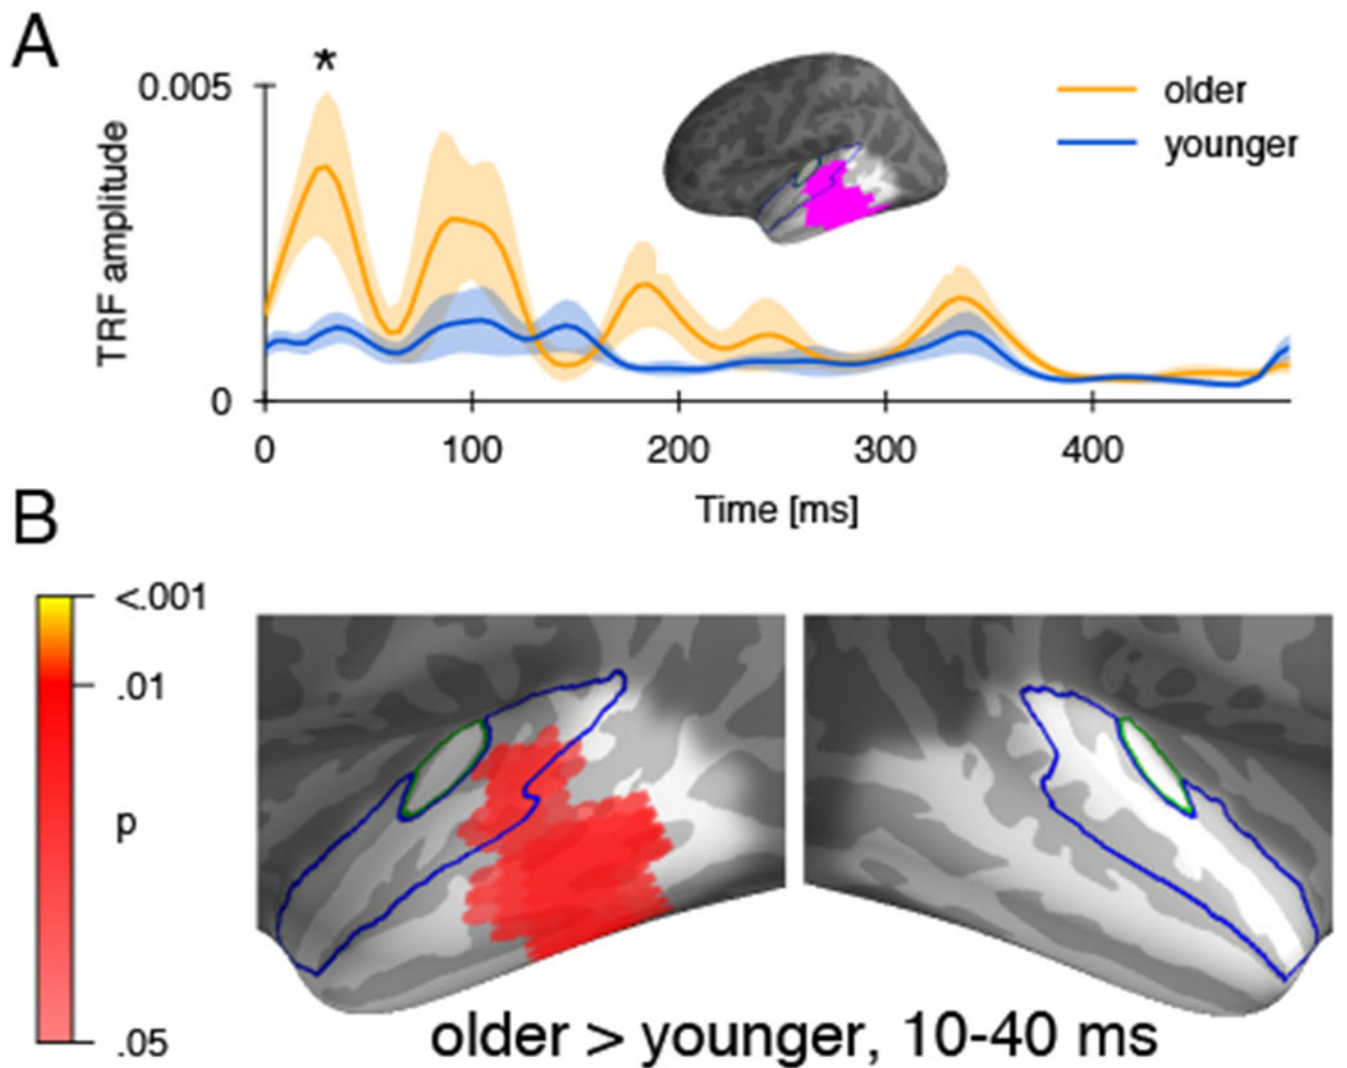 A
*
0.005
older
younger
TRF amplitude
0
0 100 200 300 400
Time [ms]
B
<.001
.01
p
.05
older > younger, 10-40 ms